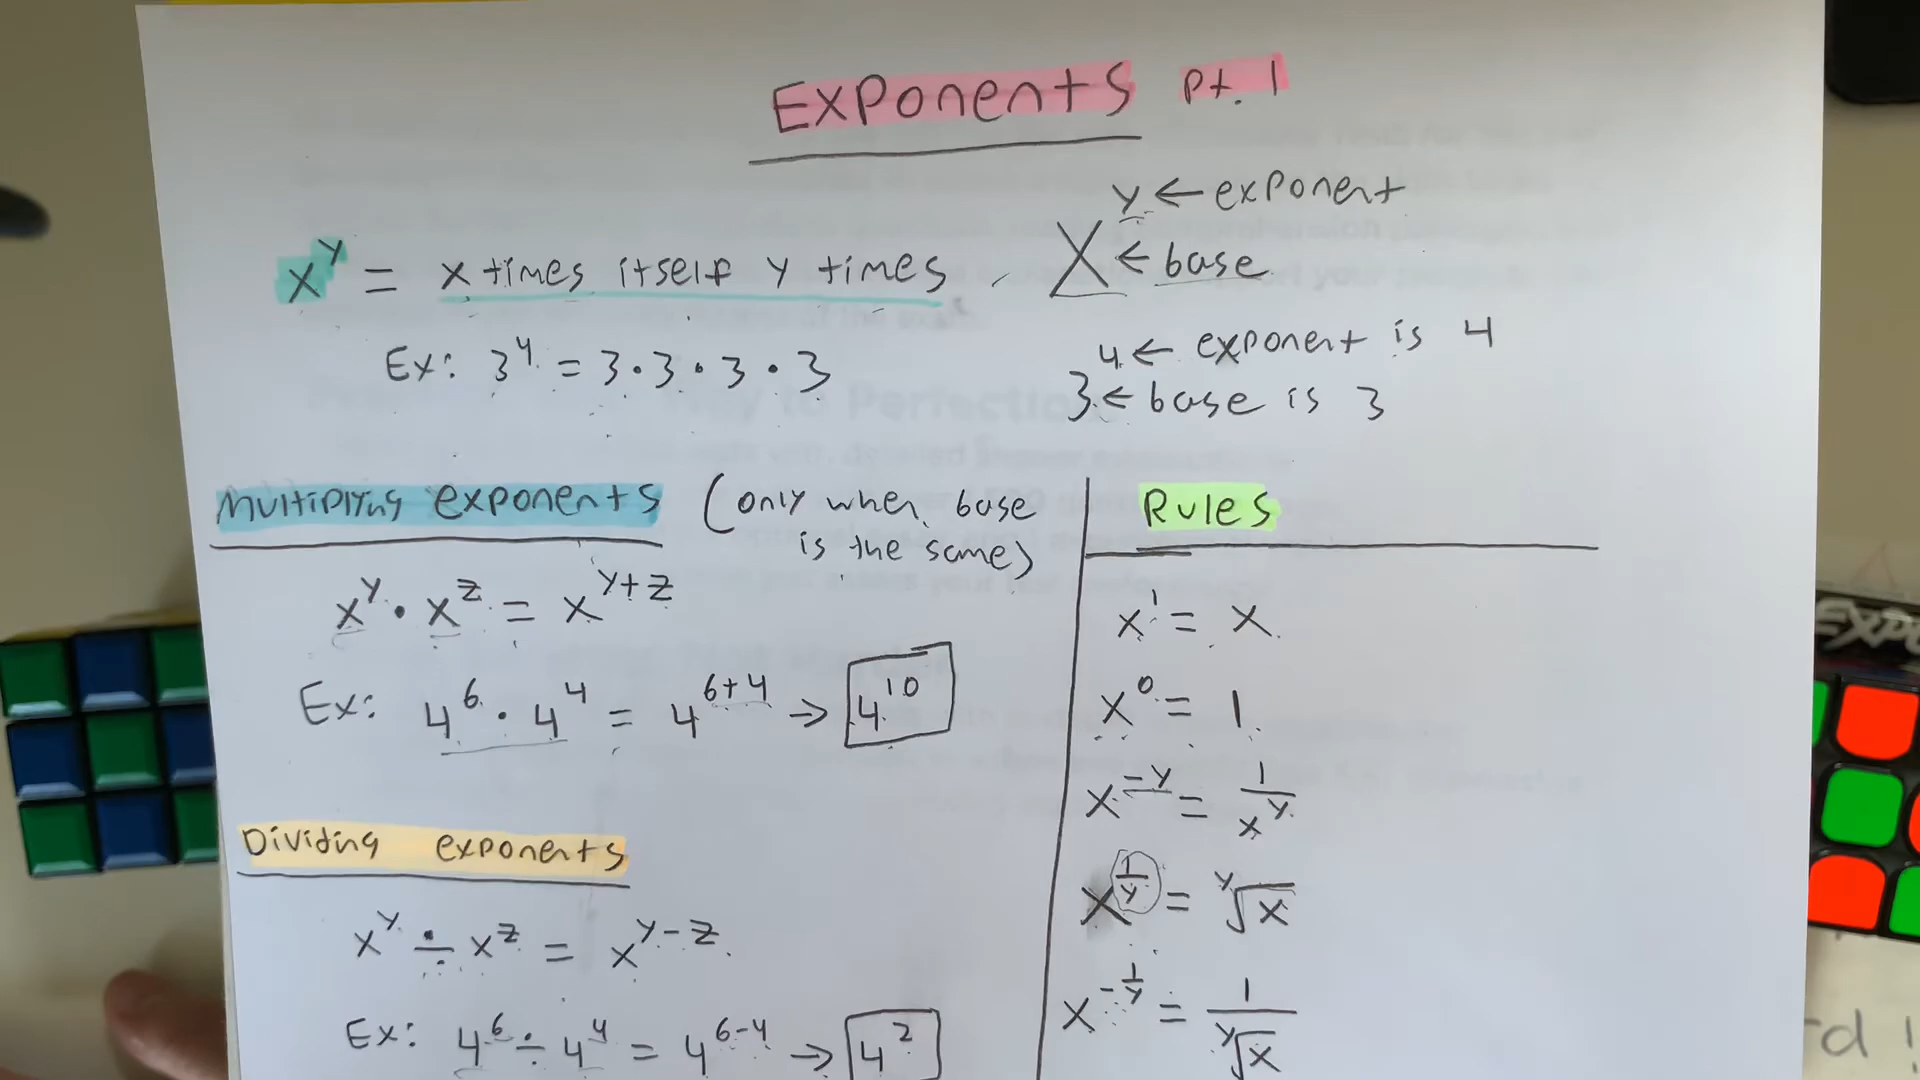 Exponents Pt. 1
x^y = x times itself y times
y ← exponent
X ← base
Ex: 3^4 = 3 · 3 · 3 · 3
4 ← exponent is 4
3 ← base is 3
Multiplying exponents (only when base
is the same)
x^y · x^z = x^(y+z)
Ex: 4^6 · 4^4 = 4^(6+4) → 4^10
Dividing exponents
x^y ÷ x^z = x^(y-z)
Ex: 4^6 ÷ 4^4 = 4^(6-4) → 4^2
Rules
x^1 = x
x^0 = 1
x^(-y) = 1/x^y
x^(1/y) = ʸ√x
x^(-1/y) = 1/ʸ√x